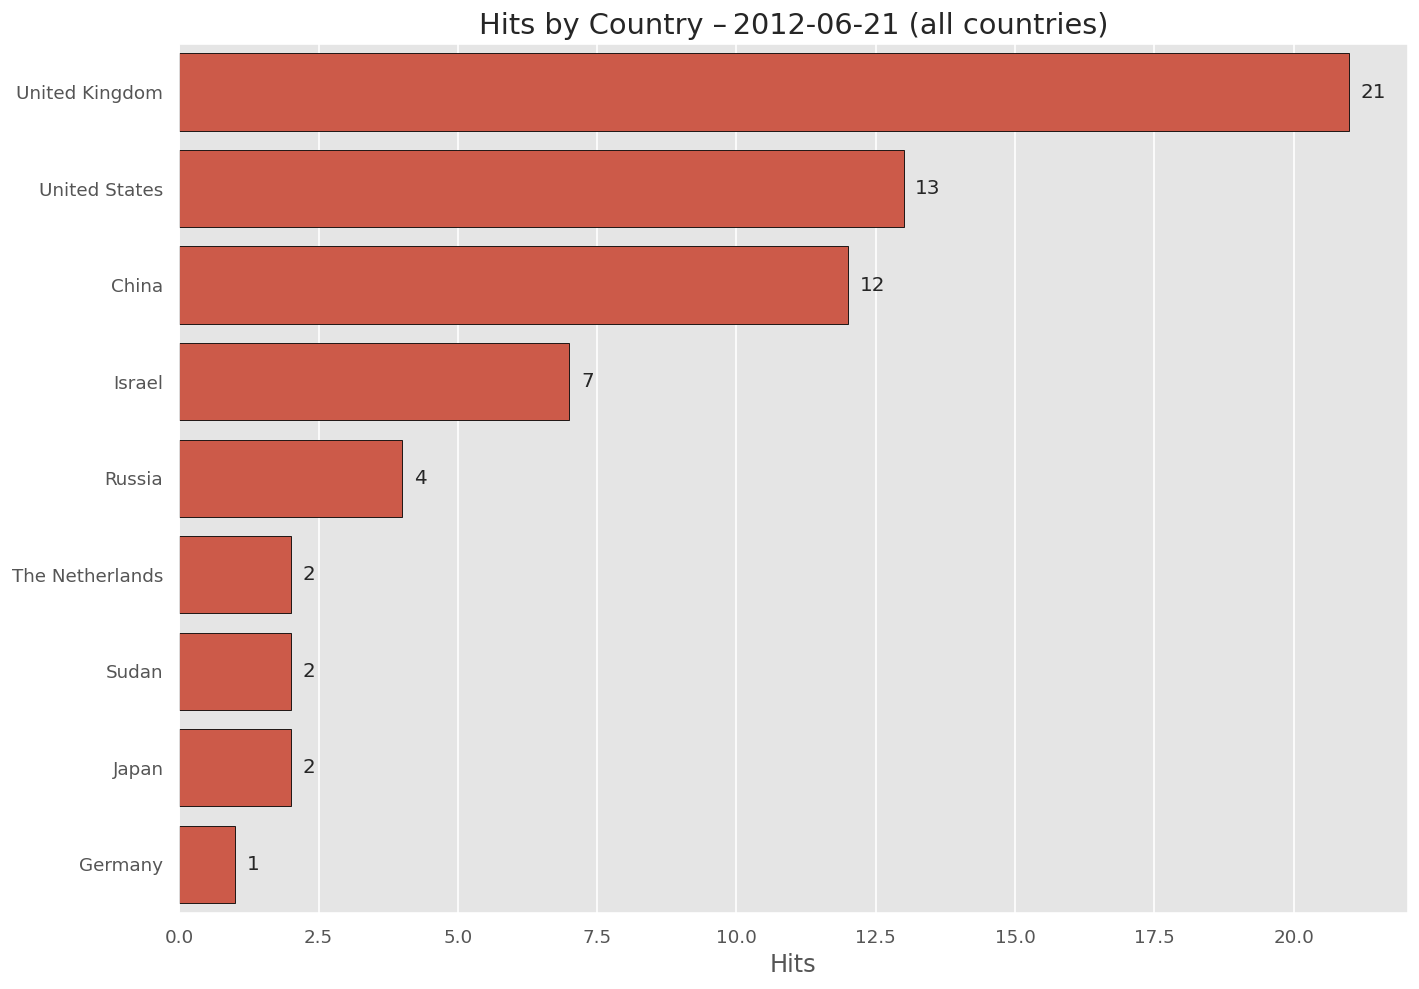 Hits by Country – 2012-06-21 (all countries)
United Kingdom 21
United States 13
China 12
Israel 7
Russia 4
The Netherlands 2
Sudan 2
Japan 2
Germany 1
0.0 2.5 5.0 7.5 10.0 12.5 15.0 17.5 20.0
Hits